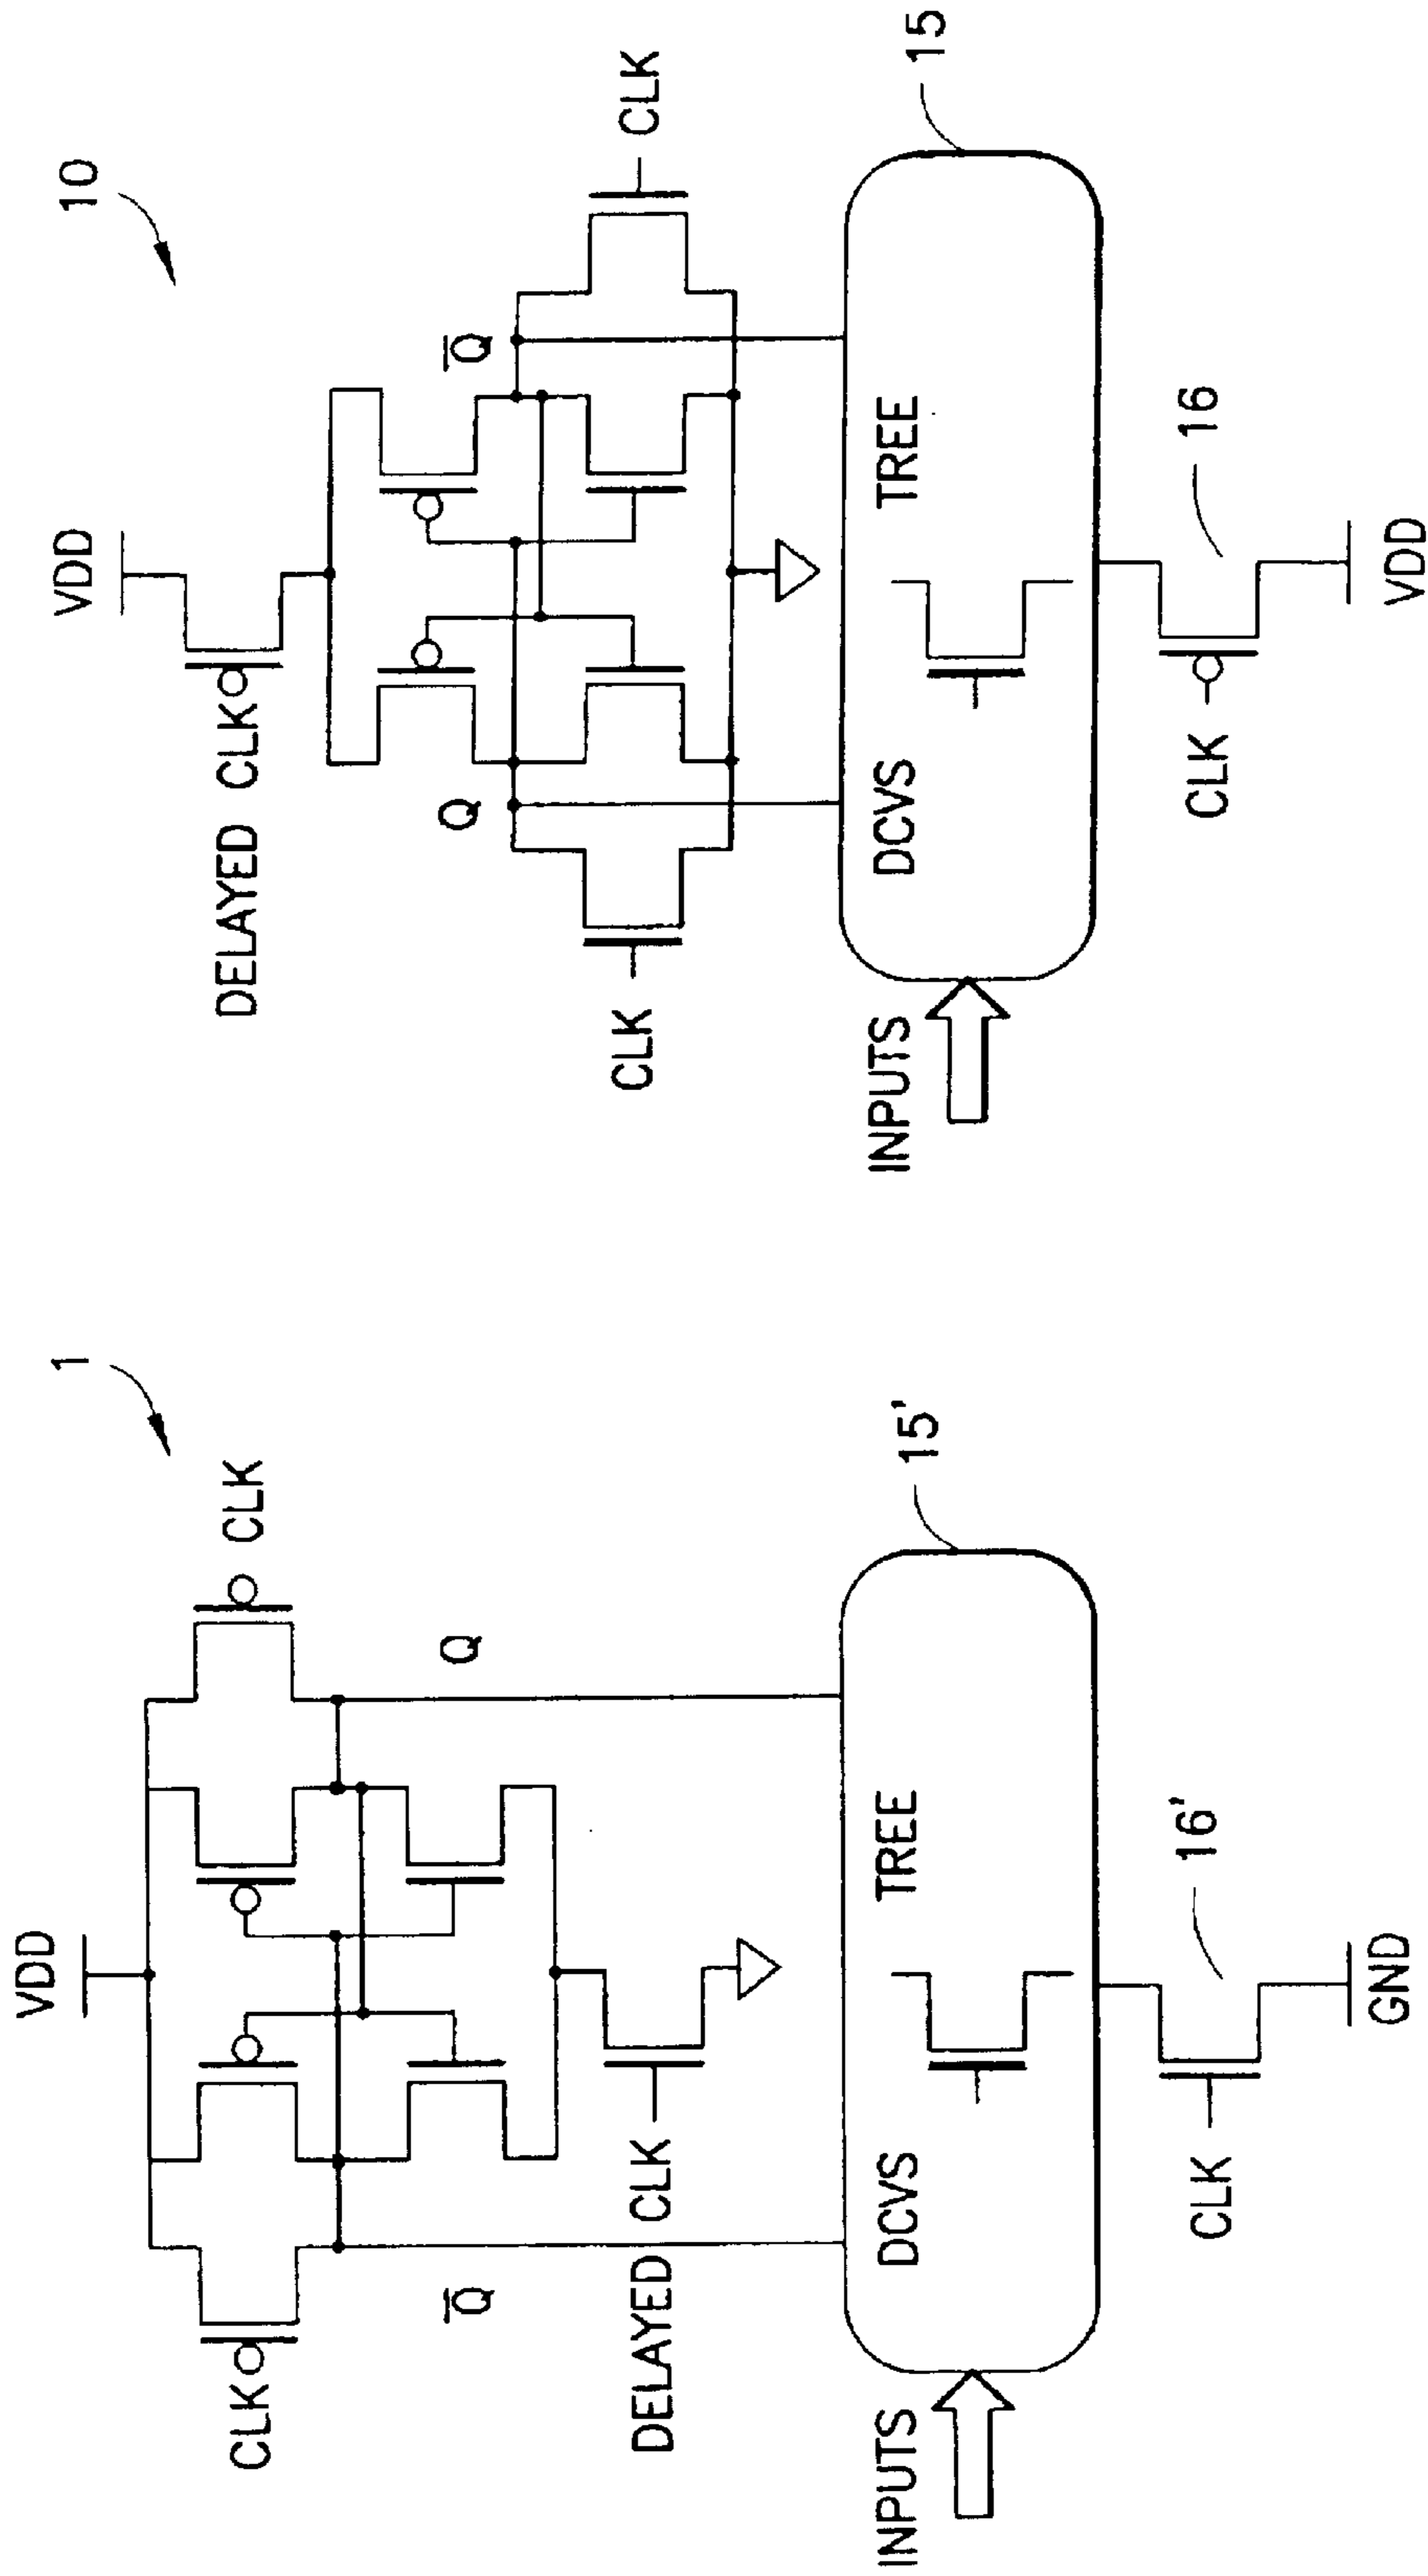 1
VDD
CLK
CLK
Q̅
Q
DELAYED CLK
INPUTS
DCVS
TREE
15'
CLK
16'
GND
10
VDD
DELAYED CLK
Q
Q̅
CLK
CLK
INPUTS
DCVS
TREE
15
CLK
16
VDD